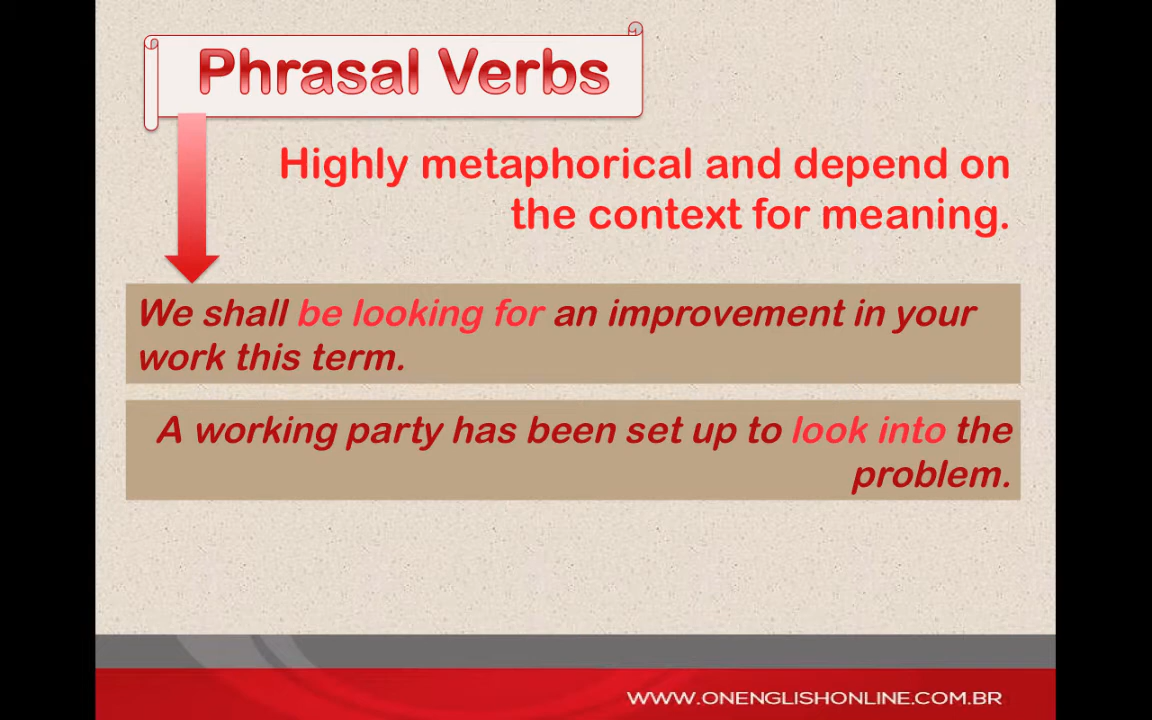 Phrasal Verbs
Highly metaphorical and depend on
the context for meaning.
We shall be looking for an improvement in your
work this term.
A working party has been set up to look into the
problem.
WWW.ONENGLISHONLINE.COM.BR